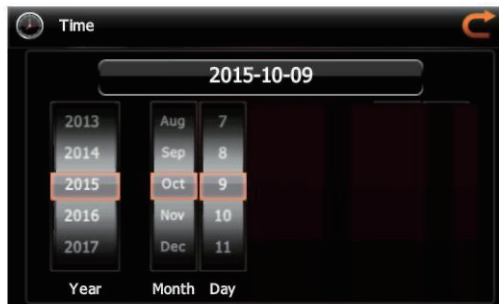 Time
2015-10-09
2013 Aug 7
2014 Sep 8
2015 Oct 9
2016 Nov 10
2017 Dec 11
Year Month Day